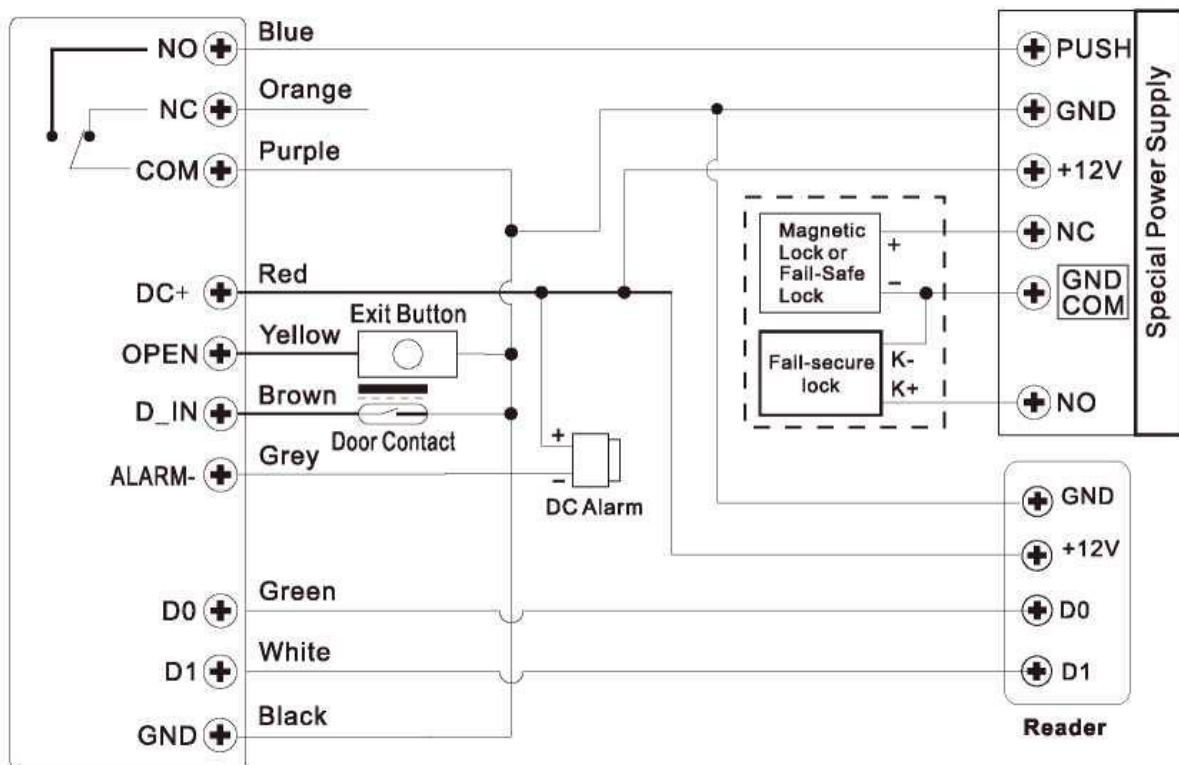 NO
Blue
NC
Orange
COM
Purple
DC+
Red
OPEN
Yellow
Exit Button
D_IN
Brown
Door Contact
ALARM-
Grey
+
-
DC Alarm
D0
Green
D1
White
GND
Black
Magnetic
Lock or
Fail-Safe
Lock
+
-
Fail-secure
lock
K-
K+
PUSH
GND
+12V
NC
GND
COM
NO
Special Power Supply
GND
+12V
D0
D1
Reader